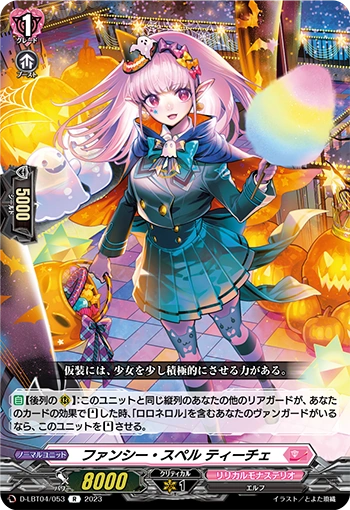 1
グレード
ブースト
5000
シールド
仮装には、少女を少し積極的にさせる力がある。
自【後列の(R)】:このユニットと同じ縦列のあなたの他のリアガードが、あなた
のカードの効果で【スタンド】した時、「ロロネロル」を含むあなたのヴァンガードがいる
なら、このユニットを【スタンド】。
ノーマルユニット
ファンシー・スペル ティーチェ
リリカルモナステリオ
パワー
8000
クリティカル
1
エルフ
D-LBT04/053 R 2023
イラスト/とよた瑣織